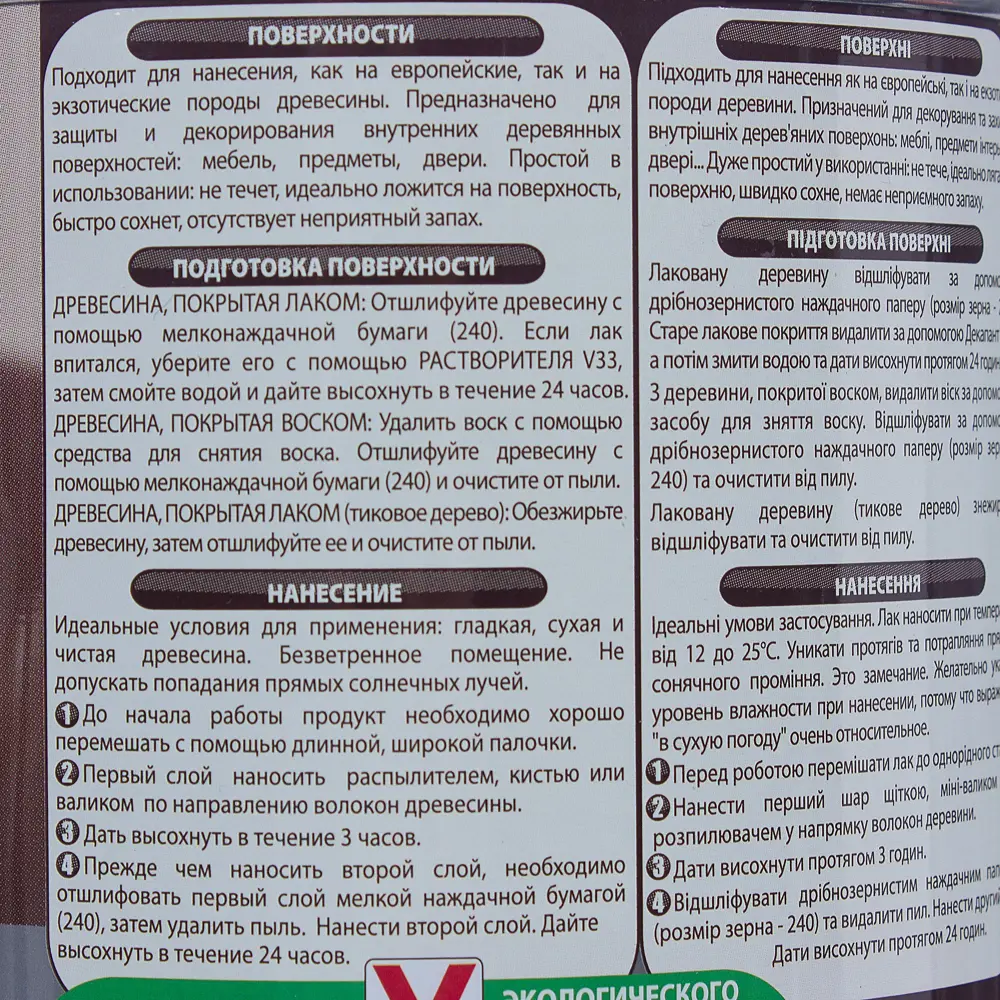 ПОВЕРХНОСТИ
Подходит для нанесения, как на европейские, так и на
экзотические породы древесины. Предназначено для
защиты и декорирования внутренних деревянных
поверхностей: мебель, предметы, двери. Простой в
использовании: не течет, идеально ложится на поверхность,
быстро сохнет, отсутствует неприятный запах.
ПОДГОТОВКА ПОВЕРХНОСТИ
ДРЕВЕСИНА, ПОКРЫТАЯ ЛАКОМ: Отшлифуйте древесину с
помощью мелконаждачной бумаги (240). Если лак
впитался, уберите его с помощью РАСТВОРИТЕЛЯ V33,
затем смойте водой и дайте высохнуть в течение 24 часов.
ДРЕВЕСИНА, ПОКРЫТАЯ ВОСКОМ: Удалить воск с помощью
средства для снятия воска. Отшлифуйте древесину с
помощью мелконаждачной бумаги (240) и очистите от пыли.
ДРЕВЕСИНА, ПОКРЫТАЯ ЛАКОМ (тиковое дерево): Обезжирьте
древесину, затем отшлифуйте ее и очистите от пыли.
НАНЕСЕНИЕ
Идеальные условия для применения: гладкая, сухая и
чистая древесина. Безветренное помещение. Не
допускать попадания прямых солнечных лучей.
1 До начала работы продукт необходимо хорошо
перемешать с помощью длинной, широкой палочки.
2 Первый слой наносить распылителем, кистью или
валиком по направлению волокон древесины.
3 Дать высохнуть в течение 3 часов.
4 Прежде чем наносить второй слой, необходимо
отшлифовать первый слой мелкой наждачной бумагой
(240), затем удалить пыль. Нанести второй слой. Дайте
высохнуть в течение 24 часов.
ЭКОЛОГИЧЕСКОГО
ПОВЕРХНІ
Підходить для нанесення як на європейські, так і на
породи деревини. Призначений для декорування та
внутрішніх дерев'яних поверхонь: меблі, предмети
двері... Дуже простий у використанні: не тече, ідеально
поверхню, швидко сохне, немає неприємного запаху.
ПІДГОТОВКА ПОВЕРХНІ
Лаковану деревину відшліфувати за
дрібнозернистого наждачного паперу (розмір зерна -
Старе лакове покриття видалити за допомогою
а потім змити водою та дати висохнути протягом 24
З деревини, покритої воском, видалити віск за
засобу для зняття воску. Відшліфувати за
дрібнозернистого наждачного паперу (розмір
240) та очистити від пилу.
Лаковану деревину (тикове дерево)
відшліфувати та очистити від пилу.
НАНЕСЕННЯ
Ідеальні умови застосування. Лак наносити при
від 12 до 25°C. Уникати протягів та потрапляння
сонячного проміння. Это замечание. Желательно
уровень влажности при нанесении, потому что
"в сухую погоду" очень относительное.
1 Перед роботою перемішати лак до однорідного
2 Нанести перший шар щіткою, міні-валиком
розпилювачем у напрямку волокон деревини.
3 Дати висохнути протягом 3 годин.
4 Відшліфувати дрібнозернистим наждачним
(розмір зерна - 240) та видалити пил. Нанести
Дати висохнути протягом 24 годин.